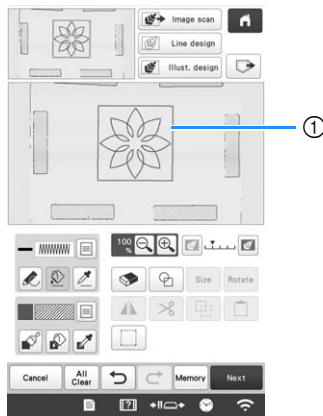 Image scan
Line design
Illust. design
①
100 %
Size Rotate
Cancel All Clear Memory Next